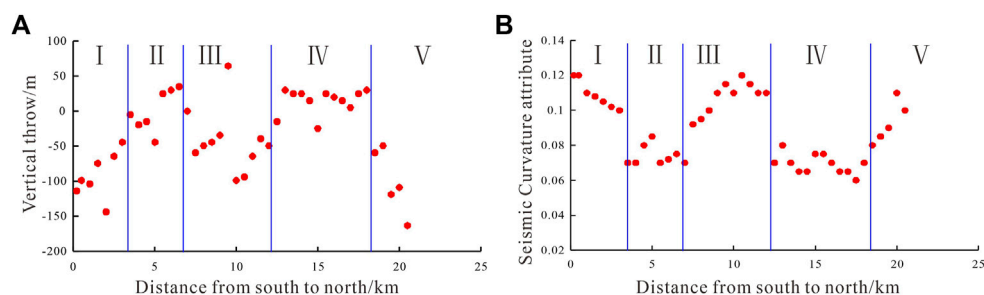 A
100
50
0
-50
-100
-150
-200
Vertical throw/m
I II III IV V
0 5 10 15 20 25
Distance from south to north/km
B
0.14
0.12
0.1
0.08
0.06
0.04
0.02
Seismic Curvature attribute
I II III IV V
0 5 10 15 20 25
Distance from south to north/km